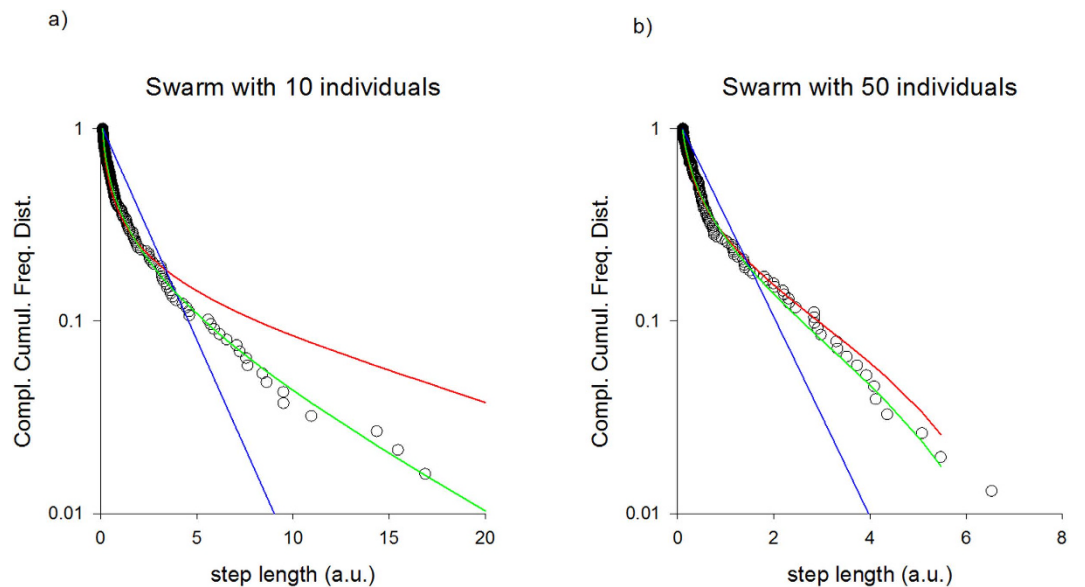 a)
Swarm with 10 individuals
Compl. Cumul. Freq. Dist.
1
0.1
0.01
0
5
10
15
20
step length (a.u.)
b)
Swarm with 50 individuals
Compl. Cumul. Freq. Dist.
1
0.1
0.01
0
2
4
6
8
step length (a.u.)